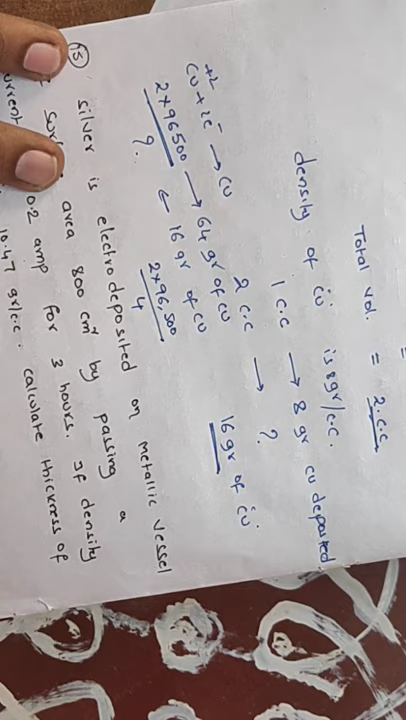 Total vol. = 2.c.c
density of cu is 8gr/c.c.
1 c.c → 8 gr cu deposited
2 c.c → ?
16 gr of cu
cu+2 + 2e- → cu
2×96500 → 64 gr of cu
? ← 16 gr of cu
2×96,500
4
silver is electrodeposited on metallic vessel
area 800 cm2 by passing a
0.2 amp for 3 hours. If density
10.47 gr/c.c. calculate thickness of